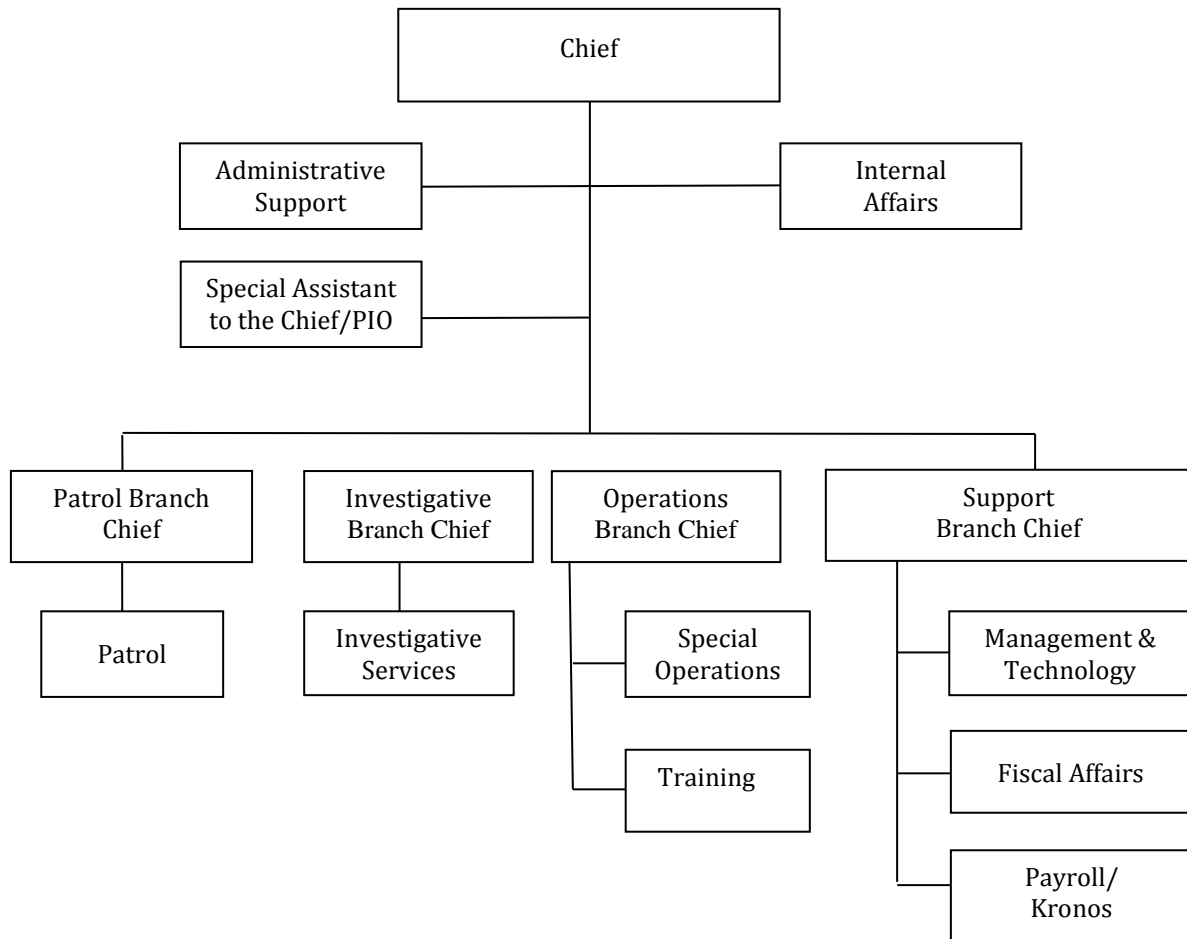 Chief
Administrative
Support
Internal
Affairs
Special Assistant
to the Chief/PIO
Patrol Branch
Chief
Investigative
Branch Chief
Operations
Branch Chief
Support
Branch Chief
Patrol
Investigative
Services
Special
Operations
Management &
Technology
Training
Fiscal Affairs
Payroll/
Kronos